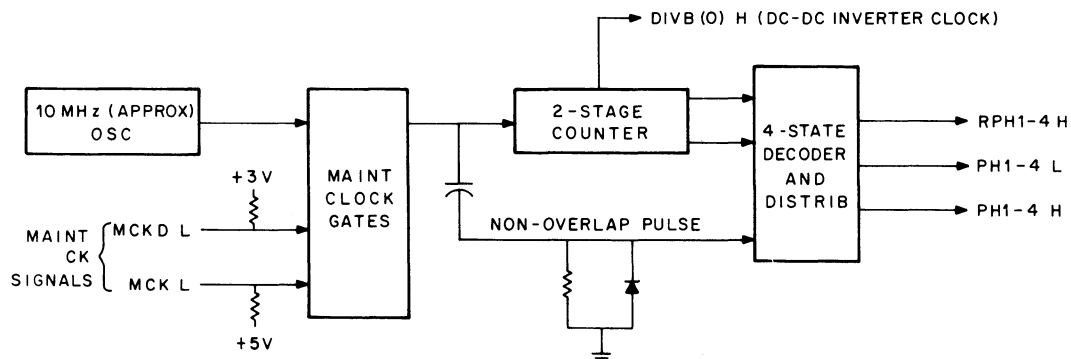 DIVB (0) H (DC-DC INVERTER CLOCK)
10 MHz (APPROX)
OSC
MAINT
CLOCK
GATES
2-STAGE
COUNTER
4-STATE
DECODER
AND
DISTRIB
RPH1-4 H
PH1-4 L
PH1-4 H
+3V
MAINT
CK
SIGNALS
MCKD L
MCK L
+5V
NON-OVERLAP PULSE